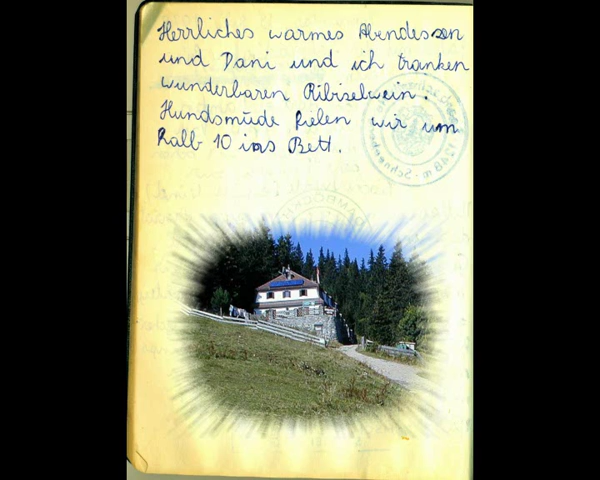 Herrliches warmes Abendessen
und Dani und ich tranken
wunderbaren Ribiselwein.
Hundsmüde fielen wir um
halb 10 ins Bett.